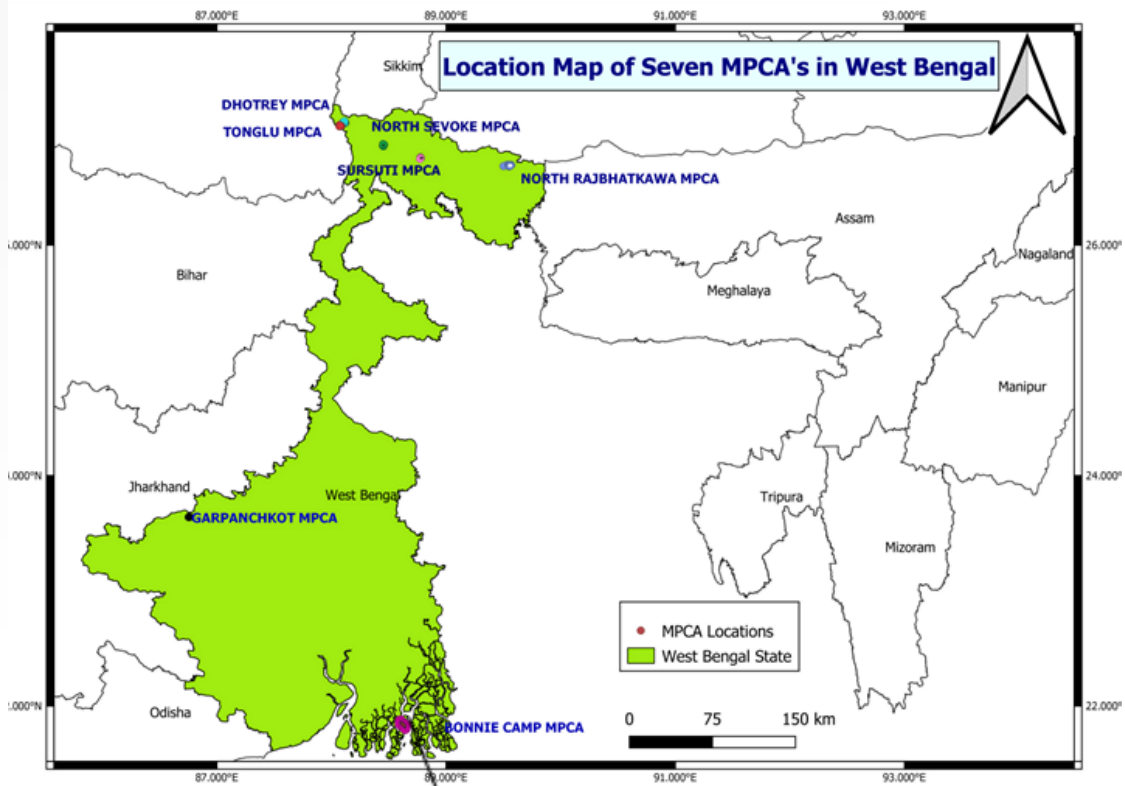 87.000°E 89.000°E 91.000°E 93.000°E
Location Map of Seven MPCA's in West Bengal
Sikkim
DHOTREY MPCA
TONGLU MPCA
NORTH SEVOKE MPCA
SURSUTI MPCA
NORTH RAJBHATKAWA MPCA
Assam
.000°N
26.000°
Nagaland
Bihar
Meghalaya
Manipur
.000°N
24.000°
Jharkhand
West Bengal
Tripura
GARPANCHKOT MPCA
Mizoram
MPCA Locations
West Bengal State
.000°N
22.000°
Odisha
0 75 150 km
BONNIE CAMP MPCA
87.000°E 89.000°E 91.000°E 93.000°E